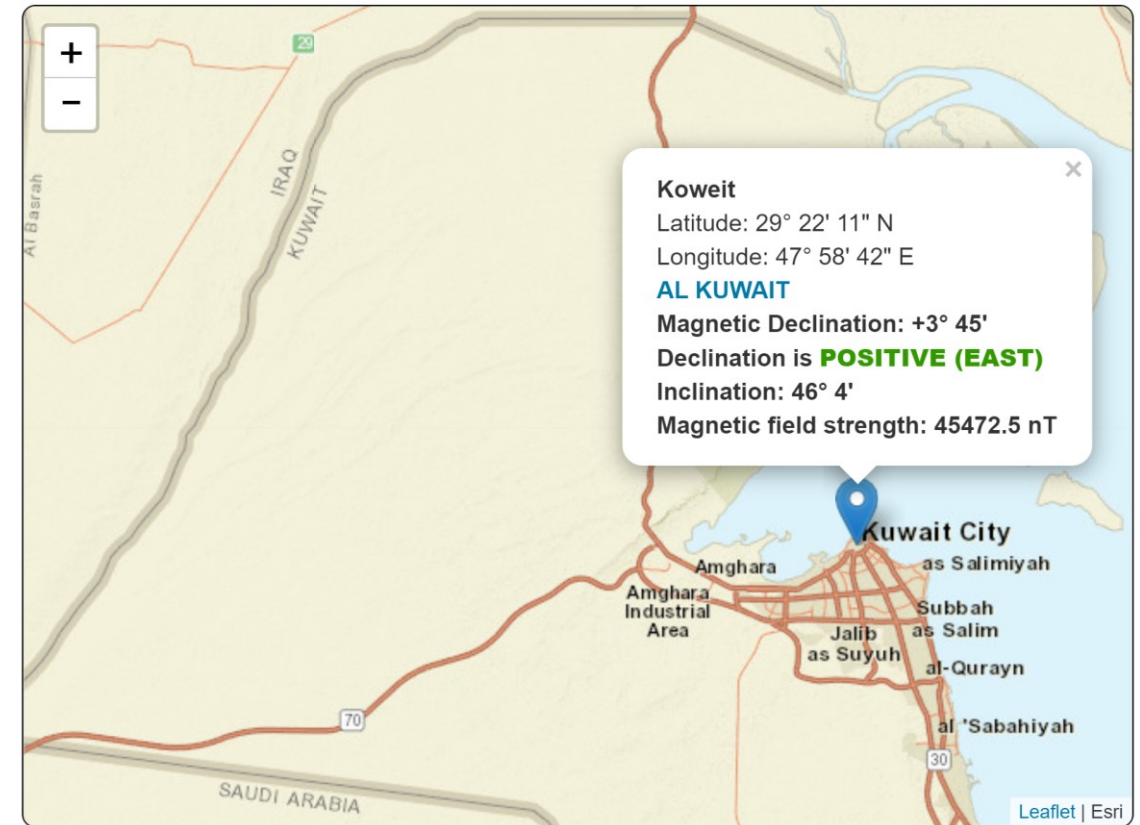 +
−
29
Al Basrah
IRAQ
KUWAIT
×
Koweit
Latitude: 29° 22' 11" N
Longitude: 47° 58' 42" E
AL KUWAIT
Magnetic Declination: +3° 45'
Declination is POSITIVE (EAST)
Inclination: 46° 4'
Magnetic field strength: 45472.5 nT
Kuwait City
as Salimiyah
Amghara
Amghara
Industrial
Area
Subbah
as Salim
Jalib
as Suyuh
al-Qurayn
70
al 'Sabahiyah
30
SAUDI ARABIA
Leaflet | Esri